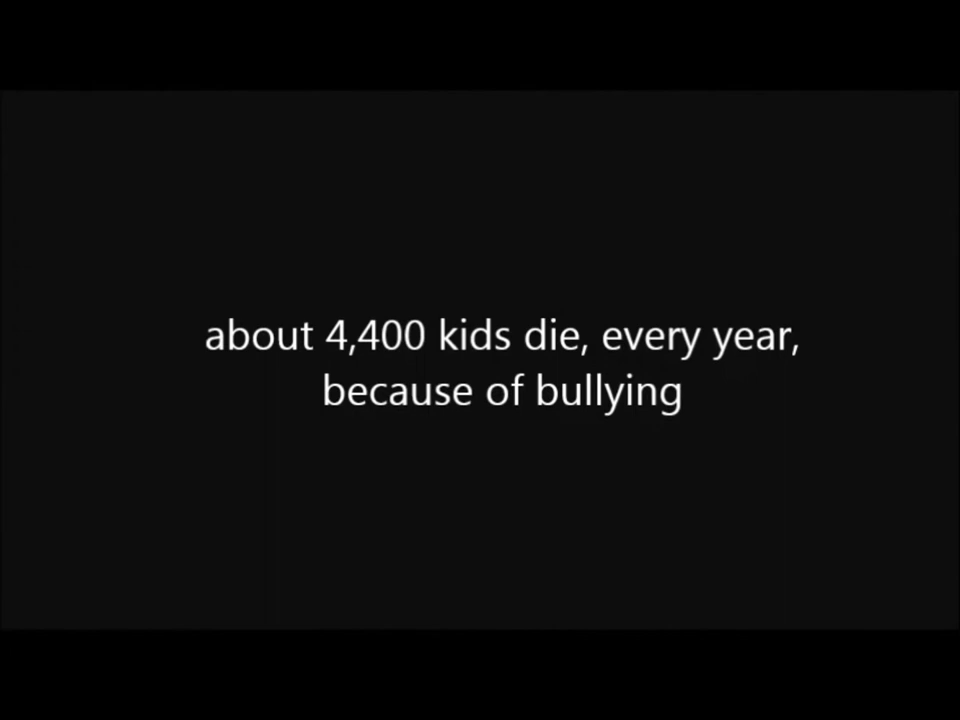 about 4,400 kids die, every year,
because of bullying